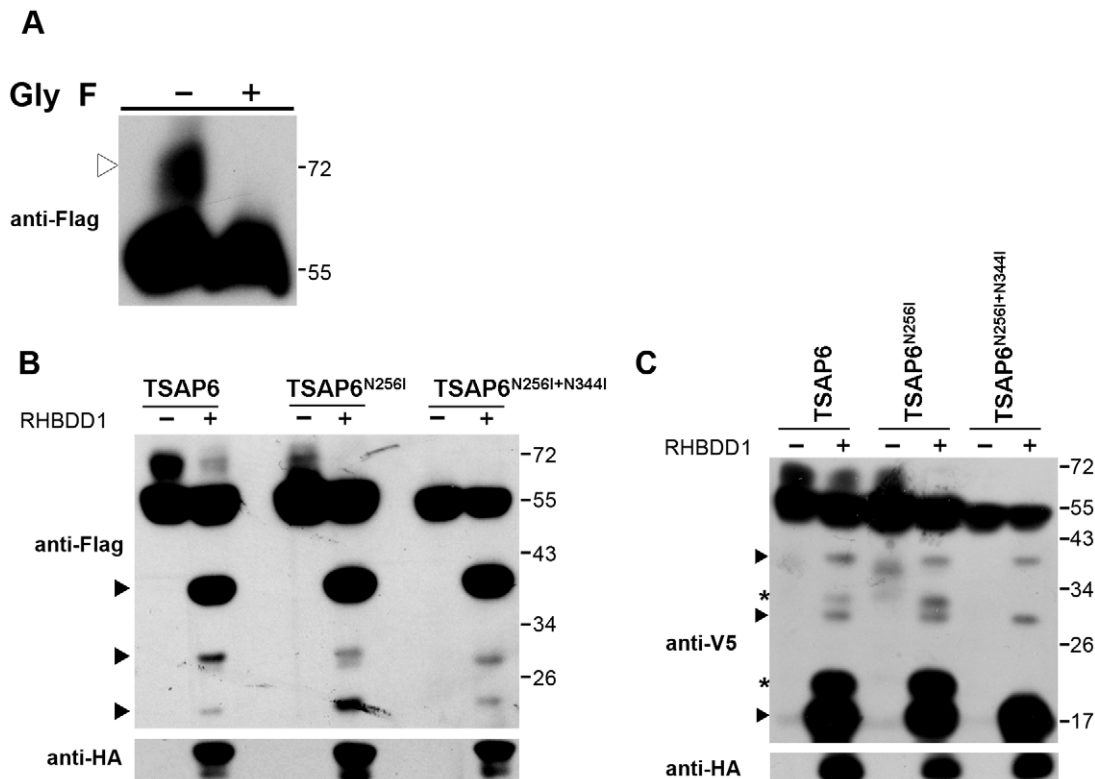 A
Gly F − +
-72
anti-Flag
-55
B
TSAP6 TSAP6N256I TSAP6N256I+N344I
RHBDD1 − + − + − +
-72
-55
anti-Flag
-43
-34
-26
anti-HA
C
TSAP6
TSAP6N256I
TSAP6N256I+N344I
RHBDD1 − + − + − +
-72
-55
-43
-34
*
anti-V5
-26
*
-17
anti-HA